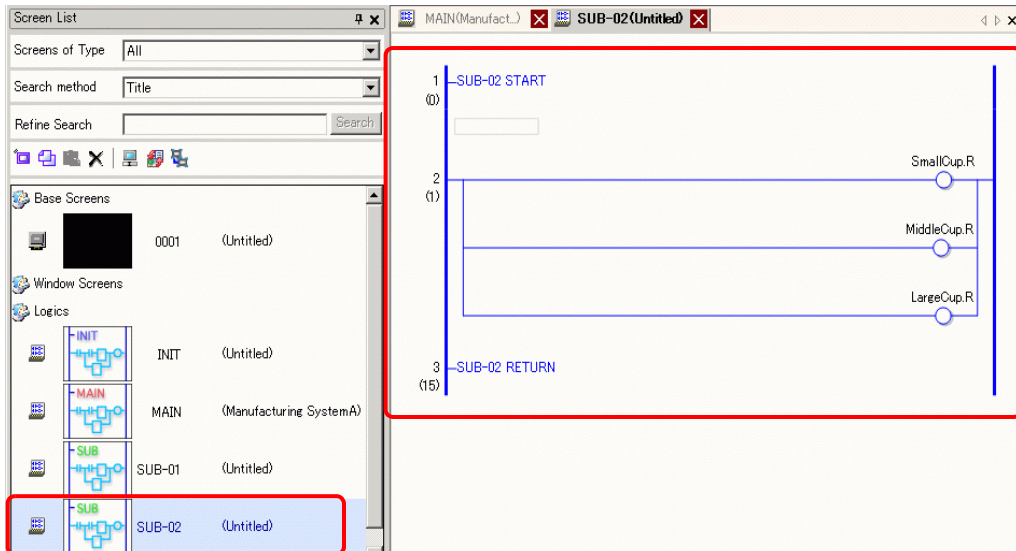 Screen List
Screens of Type All
Search method Title
Refine Search Search
Base Screens
0001 (Untitled)
Window Screens
Logics
INIT
INIT (Untitled)
MAIN
MAIN (Manufacturing SystemA)
SUB
SUB-01 (Untitled)
SUB
SUB-02 (Untitled)
MAIN(Manufact...) SUB-02(Untitled)
1 SUB-02 START
(0)
SmallCup.R
2
(1)
MiddleCup.R
LargeCup.R
3 SUB-02 RETURN
(15)